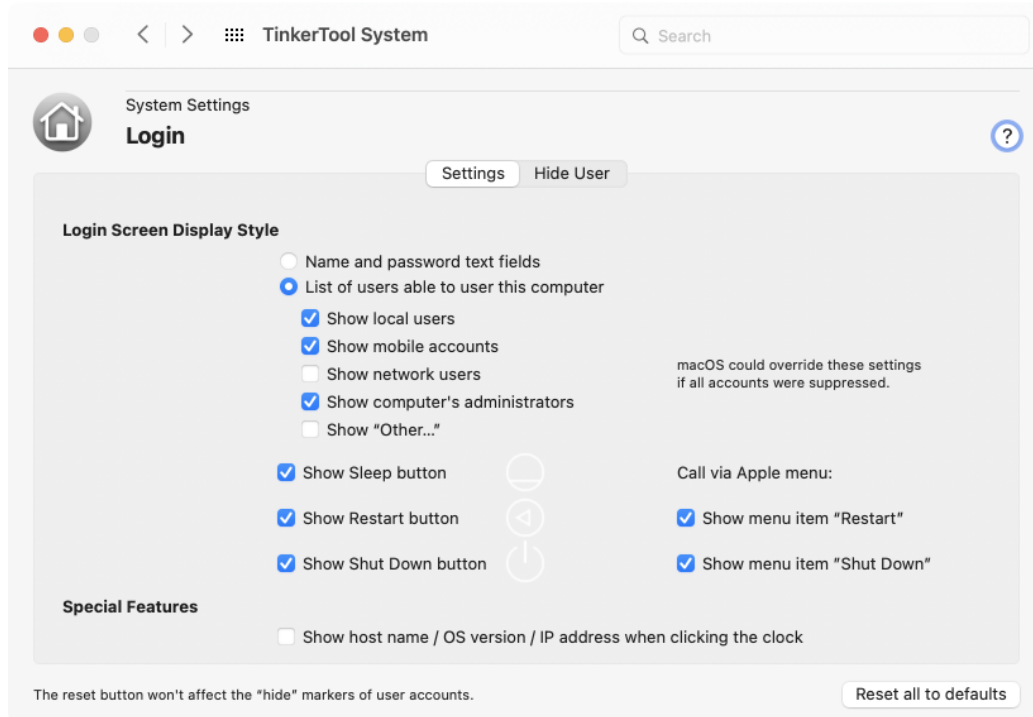 TinkerTool System
Search
System Settings
Login
?
Settings
Hide User
Login Screen Display Style
Name and password text fields
List of users able to user this computer
Show local users
Show mobile accounts
Show network users
Show computer's administrators
Show “Other...”
macOS could override these settings
if all accounts were suppressed.
Show Sleep button
Call via Apple menu:
Show Restart button
Show menu item “Restart”
Show Shut Down button
Show menu item “Shut Down”
Special Features
Show host name / OS version / IP address when clicking the clock
The reset button won't affect the “hide” markers of user accounts.
Reset all to defaults